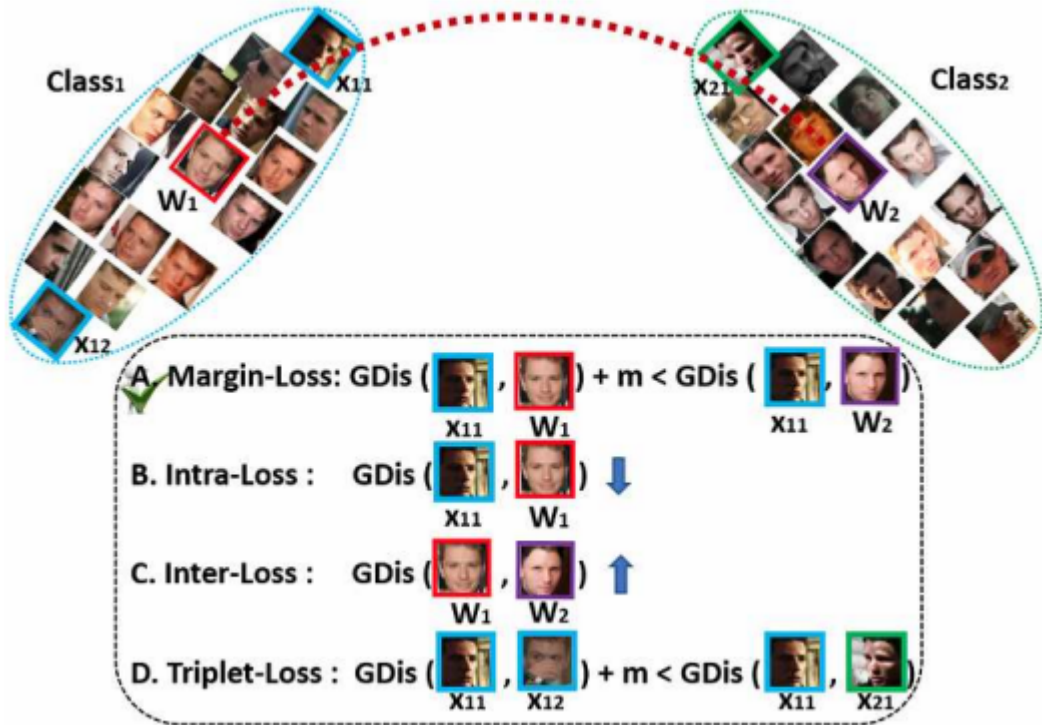 Class1
x11
W1
x12
x21
Class2
W2
A. Margin-Loss: GDis ( , ) + m < GDis ( , )
x11 W1 x11 W2
B. Intra-Loss : GDis ( , )
x11 W1
C. Inter-Loss : GDis ( , )
W1 W2
D. Triplet-Loss : GDis ( , ) + m < GDis ( , )
x11 x12 x11 x21